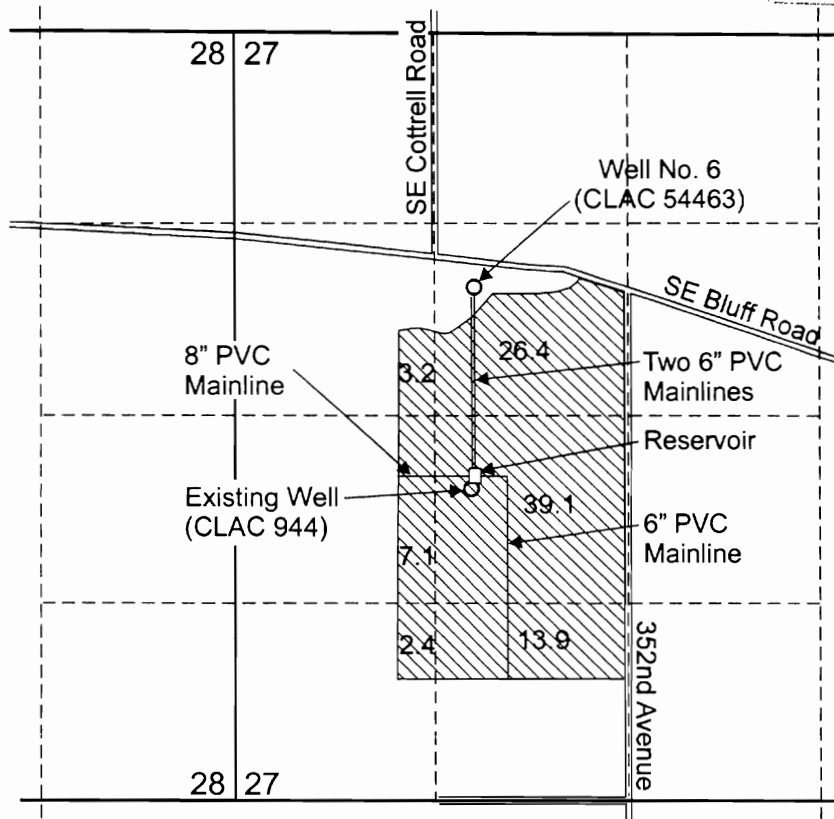 28 27
SE Cottrell Road
Well No. 6
(CLAC 54463)
SE Bluff Road
8" PVC
Mainline
3.2
26.4
Two 6" PVC
Mainlines
Reservoir
Existing Well
(CLAC 944)
39.1
6" PVC
Mainline
7.1
2.4
13.9
352nd Avenue
28 27